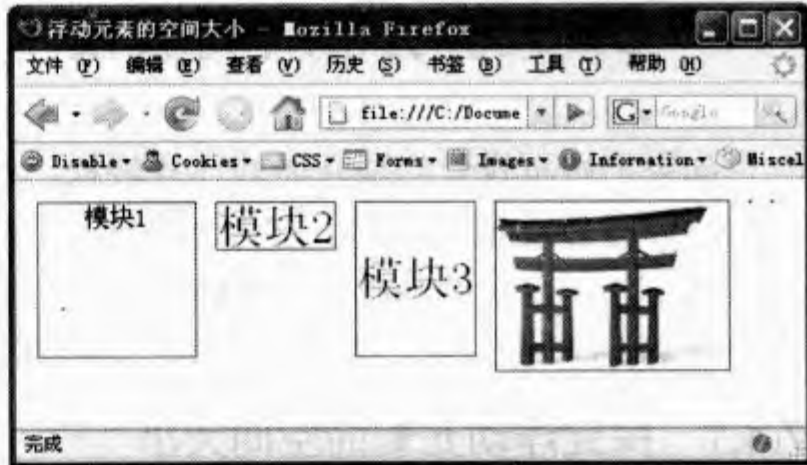 浮动元素的空间大小 - Mozilla Firefox
文件 (F) 编辑 (E) 查看 (V) 历史 (S) 书签 (B) 工具 (T) 帮助 (H)
file:///C:/Docume G Google
Disable Cookies CSS Forms Images Information Miscel
模块1 模块2
模块3
完成